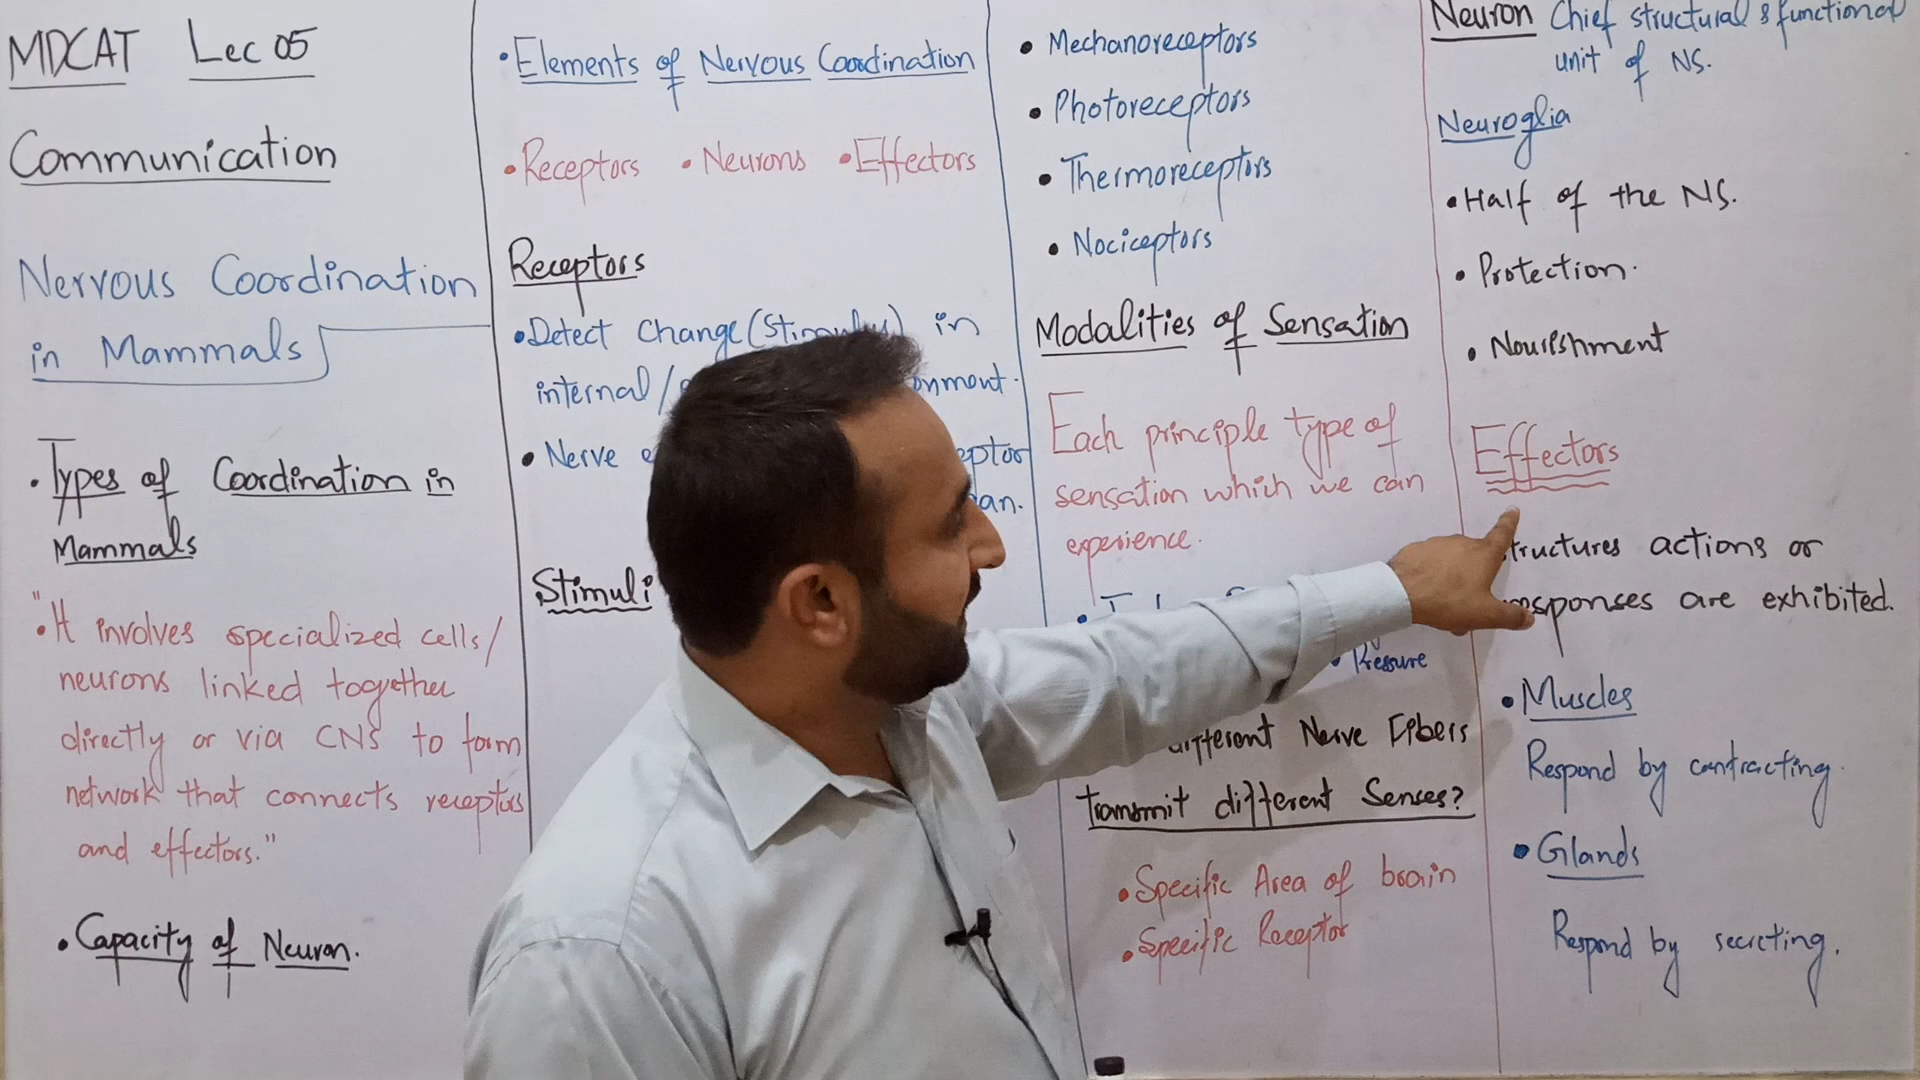 MDCAT Lec 05
Communication
Nervous Coordination
in Mammals
• Types of Coordination in
Mammals
"• It involves specialized cells/
neurons linked together
directly or via CNS to form
network that connects receptors
and effectors."
• Capacity of Neuron.
• Elements of Nervous Coordination
• Receptors • Neurons • Effectors
Receptors
• Detect Change (Stimulus) in
internal/
• Nerve
Stimuli
• Mechanoreceptors
• Photoreceptors
• Thermoreceptors
• Nociceptors
Modalities of Sensation
Each principle type of
sensation which we can
experience.
• Pressure
different Nerve Fibers
transmit different Senses?
• Specific Area of brain
• Specific Receptor
Neuron Chief structural & functional
unit of NS.
Neuroglia
• Half of the NS.
• Protection.
• Nourishment
Effectors
structures actions or
responses are exhibited.
• Muscles
Respond by contracting.
• Glands
Respond by secreting.